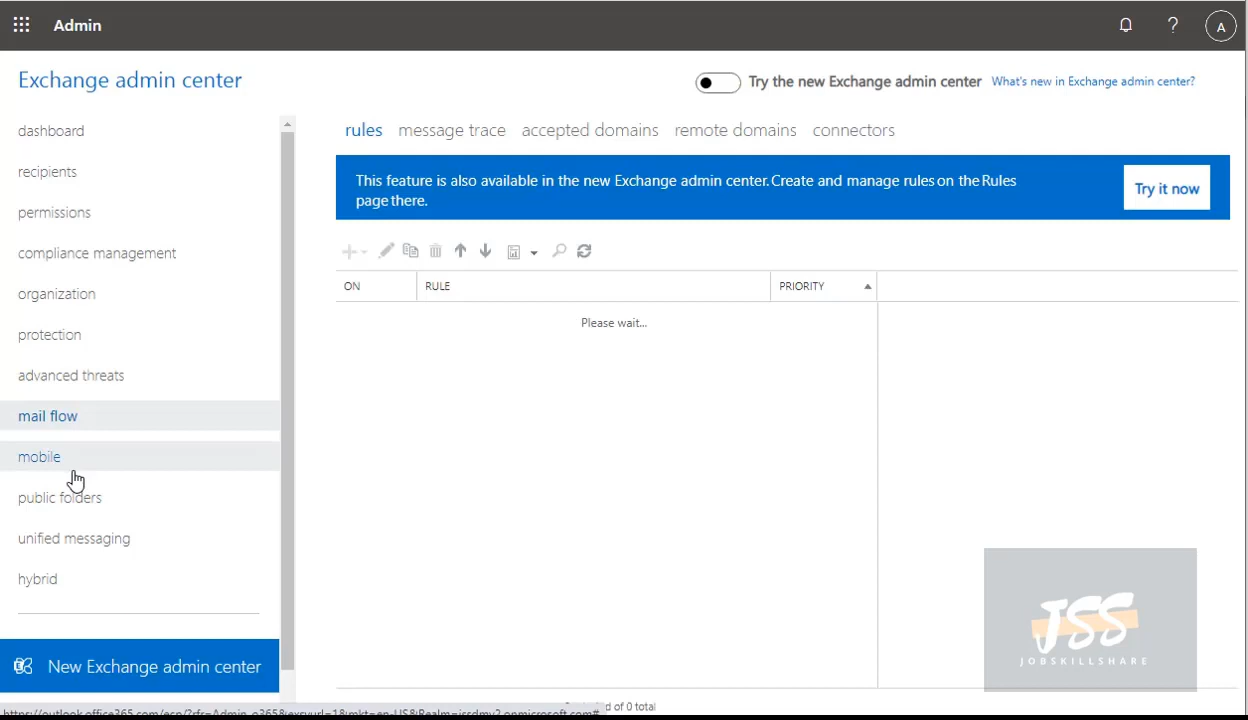 Admin
?
A
Exchange admin center
Try the new Exchange admin center
What's new in Exchange admin center?
dashboard
recipients
permissions
compliance management
organization
protection
advanced threats
mail flow
mobile
public folders
unified messaging
hybrid
New Exchange admin center
rules message trace accepted domains remote domains connectors
This feature is also available in the new Exchange admin center. Create and manage rules on the Rules
page there.
Try it now
ON RULE PRIORITY
Please wait...
JSS
JOBSKILLSHARE
of 0 total